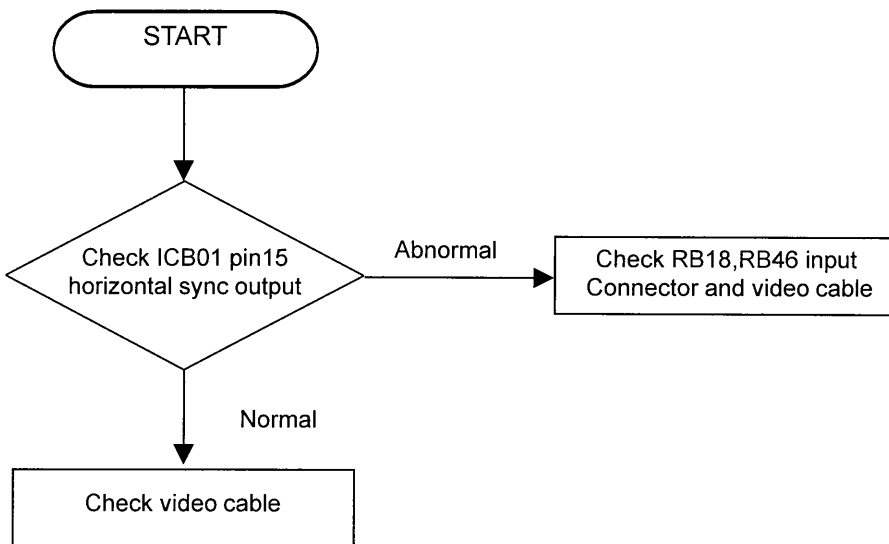 START
Check ICB01 pin15
horizontal sync output
Abnormal
Check RB18,RB46 input
Connector and video cable
Normal
Check video cable